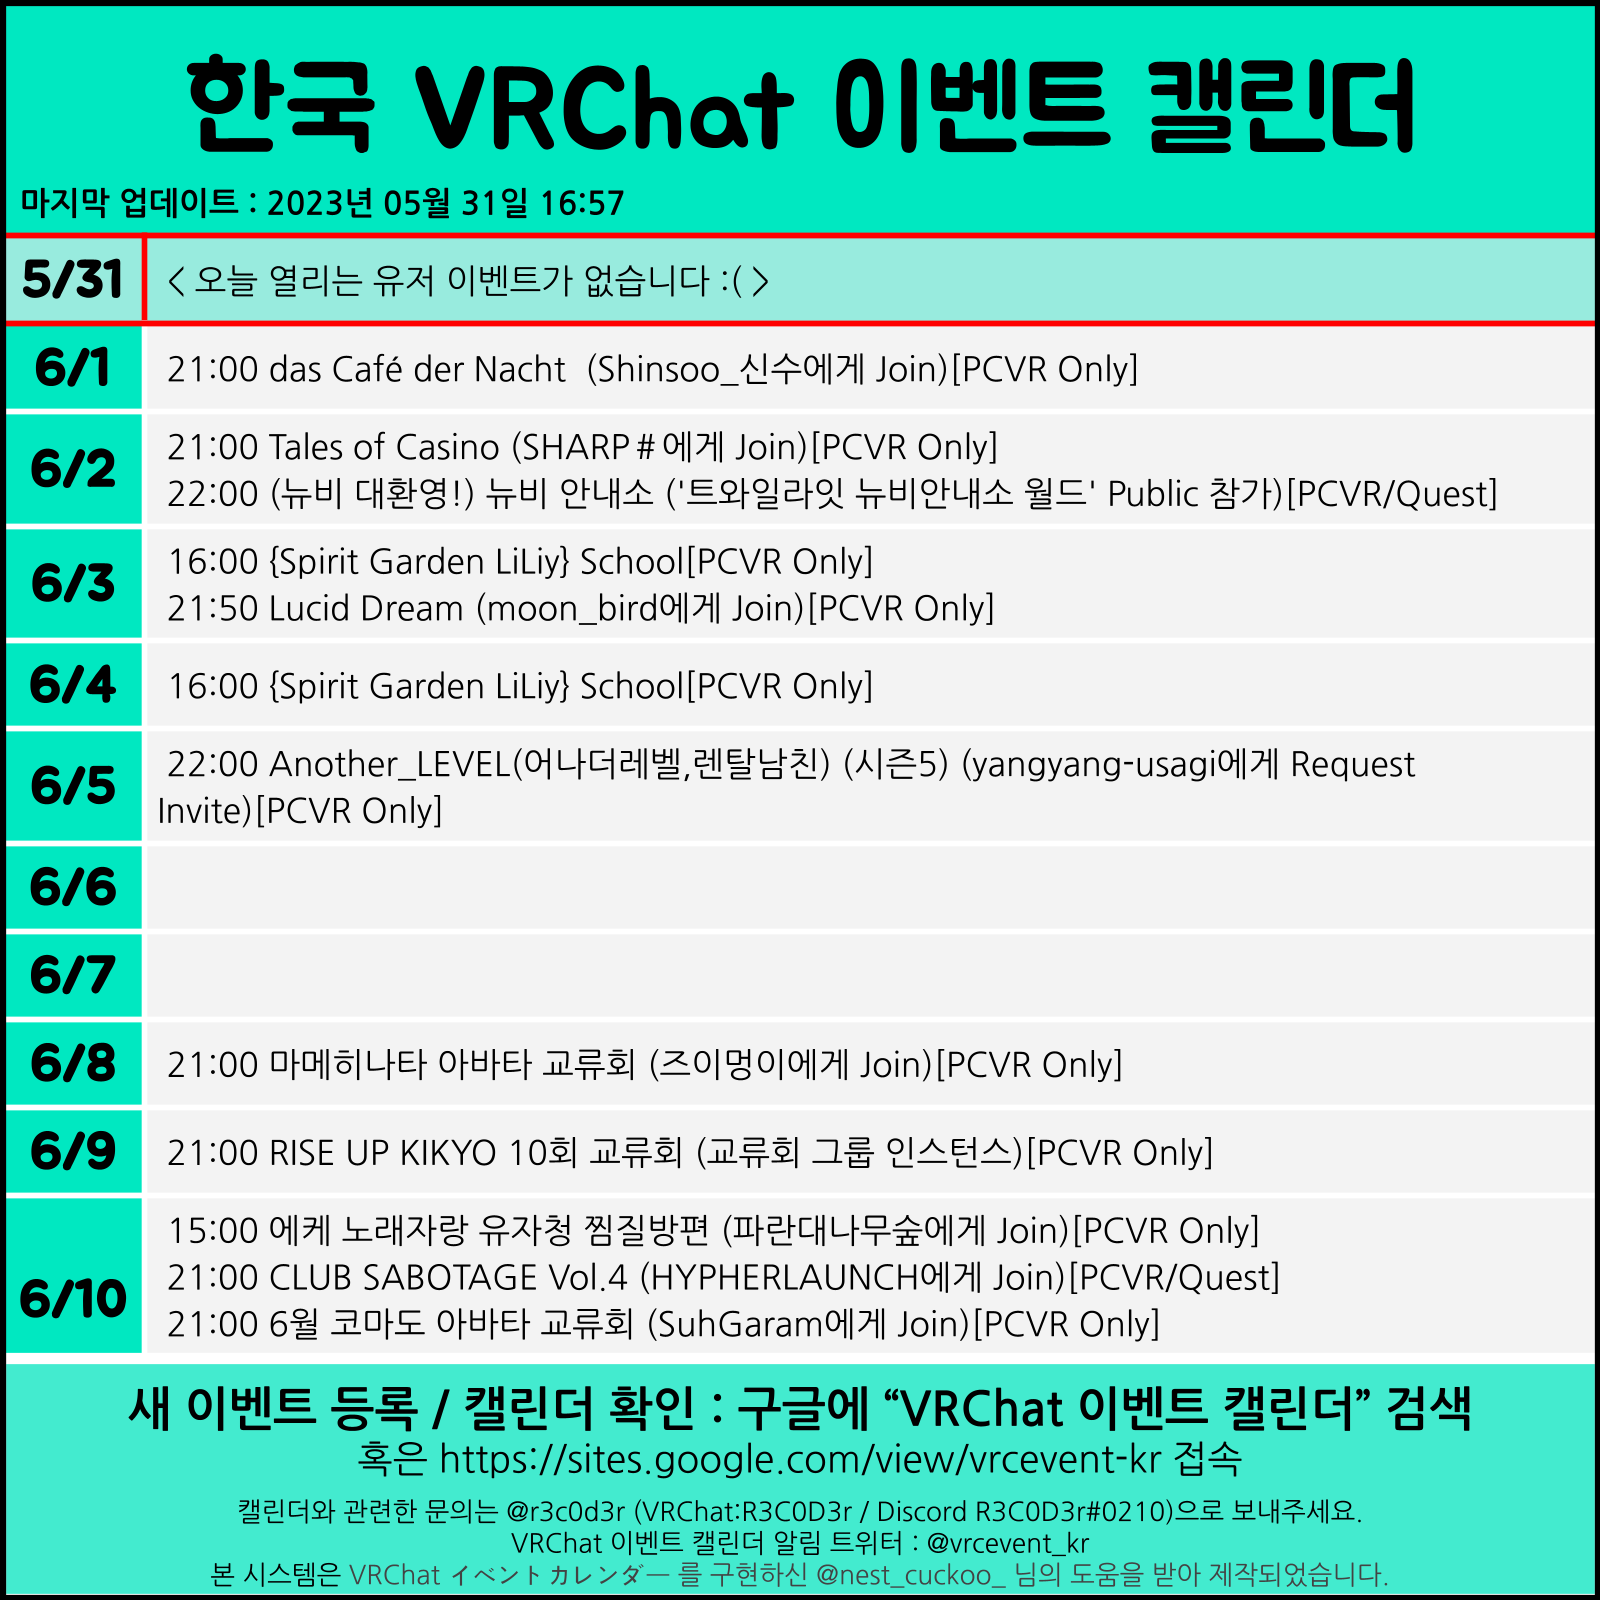 한국 VRChat 이벤트 캘린더
마지막 업데이트 : 2023년 05월 31일 16:57
5/31 < 오늘 열리는 유저 이벤트가 없습니다 :( >
6/1 21:00 das Café der Nacht (Shinsoo_신수에게 Join)[PCVR Only]
6/2 21:00 Tales of Casino (SHARP#에게 Join)[PCVR Only]
22:00 (뉴비 대환영!) 뉴비 안내소 ('트와일라잇 뉴비안내소 월드' Public 참가)[PCVR/Quest]
6/3 16:00 {Spirit Garden LiLiy} School[PCVR Only]
21:50 Lucid Dream (moon_bird에게 Join)[PCVR Only]
6/4 16:00 {Spirit Garden LiLiy} School[PCVR Only]
6/5 22:00 Another_LEVEL(어나더레벨,렌탈남친) (시즌5) (yangyang-usagi에게 Request
Invite)[PCVR Only]
6/6
6/7
6/8 21:00 마메히나타 아바타 교류회 (즈이멍이에게 Join)[PCVR Only]
6/9 21:00 RISE UP KIKYO 10회 교류회 (교류회 그룹 인스턴스)[PCVR Only]
6/10 15:00 에케 노래자랑 유자청 찜질방편 (파란대나무숲에게 Join)[PCVR Only]
21:00 CLUB SABOTAGE Vol.4 (HYPHERLAUNCH에게 Join)[PCVR/Quest]
21:00 6월 코마도 아바타 교류회 (SuhGaram에게 Join)[PCVR Only]
새 이벤트 등록 / 캘린더 확인 : 구글에 “VRChat 이벤트 캘린더” 검색
혹은 https://sites.google.com/view/vrcevent-kr 접속
캘린더와 관련한 문의는 @r3c0d3r (VRChat:R3C0D3r / Discord R3C0D3r#0210)으로 보내주세요.
VRChat 이벤트 캘린더 알림 트위터 : @vrcevent_kr
본 시스템은 VRChat イベントカレンダー 를 구현하신 @nest_cuckoo_ 님의 도움을 받아 제작되었습니다.